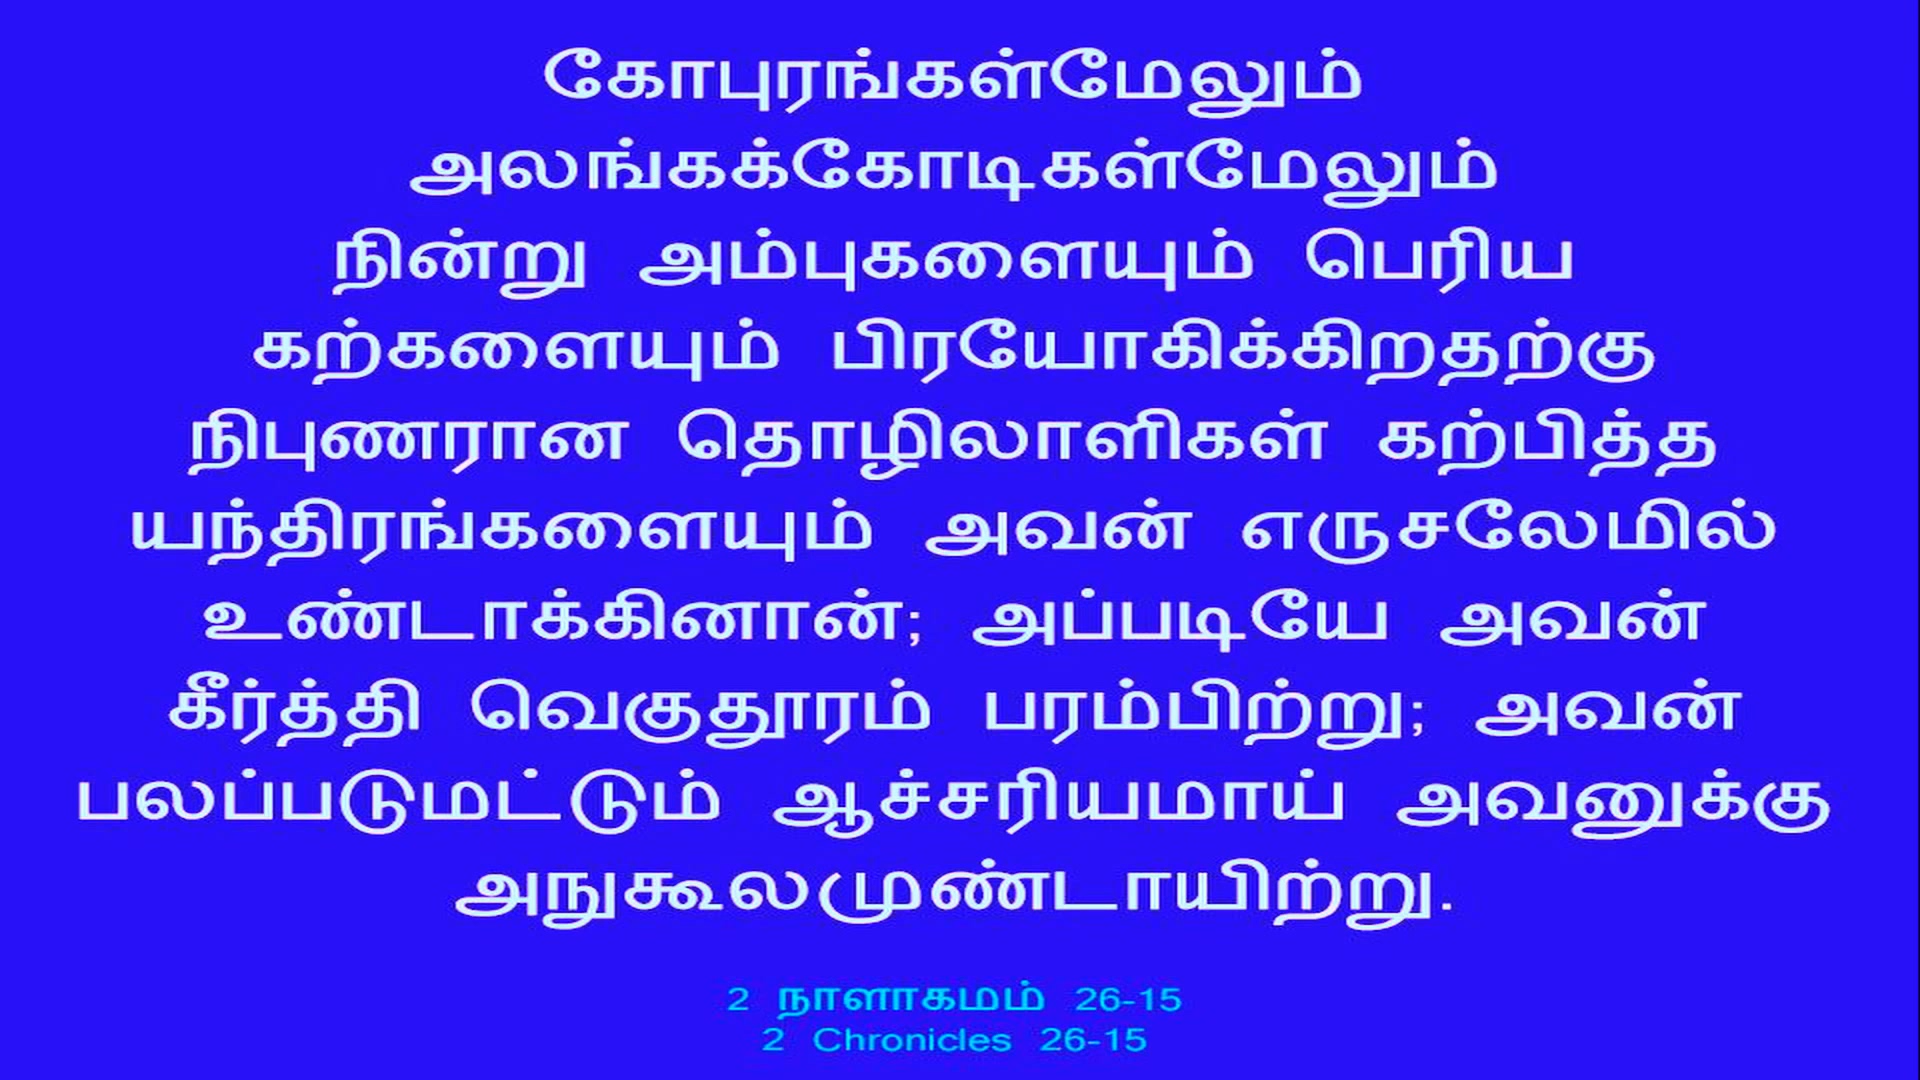 கோபுரங்கள்மேலும்
அலங்கக்கோடிகள்மேலும்
நின்று அம்புகளையும் பெரிய
கற்களையும் பிரயோகிக்கிறதற்கு
நிபுணரான தொழிலாளிகள் கற்பித்த
யந்திரங்களையும் அவன் எருசலேமில்
உண்டாக்கினான்; அப்படியே அவன்
கீர்த்தி வெகுதூரம் பரம்பிற்று; அவன்
பலப்படுமட்டும் ஆச்சரியமாய் அவனுக்கு
அநுகூலமுண்டாயிற்று.
2 நாளாகமம் 26-15
2 Chronicles 26-15